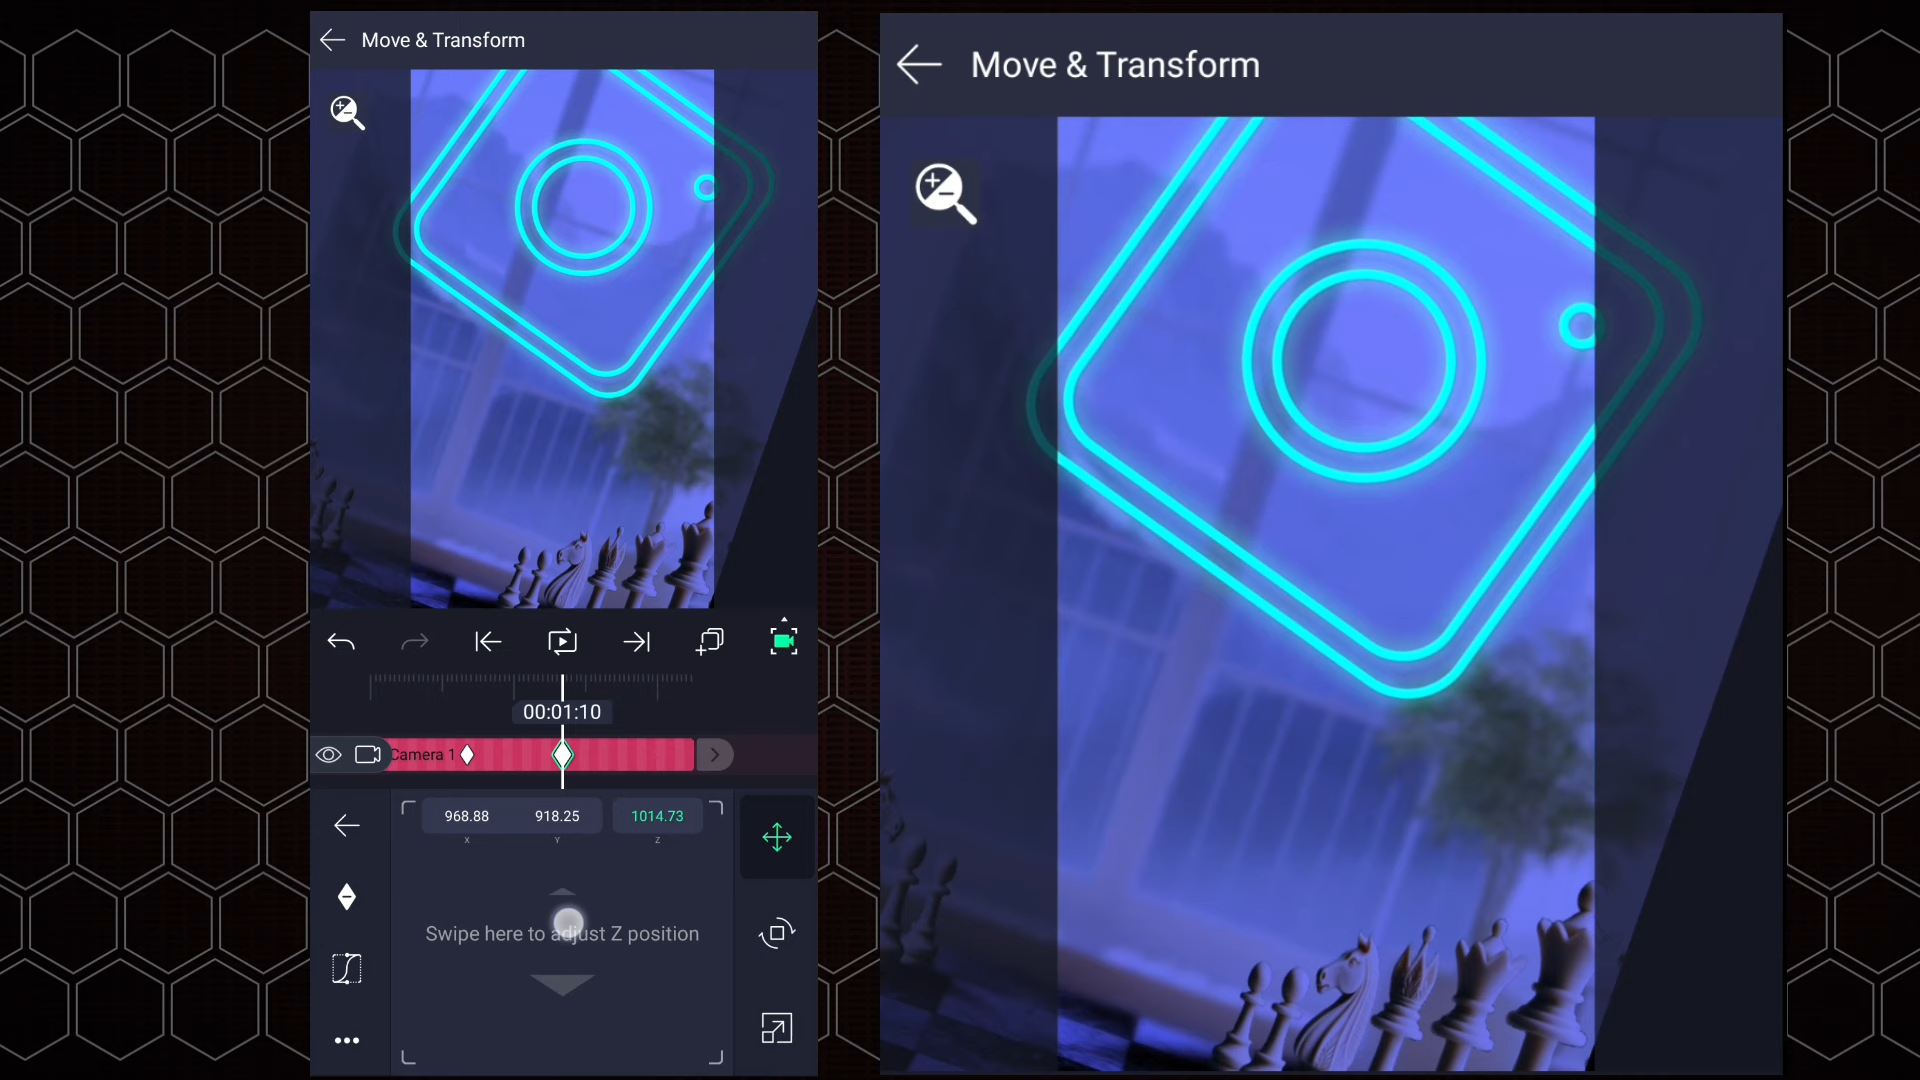 Move & Transform
00:01:10
Camera 1
968.88 918.25 1014.73
X Y Z
Swipe here to adjust Z position
Move & Transform